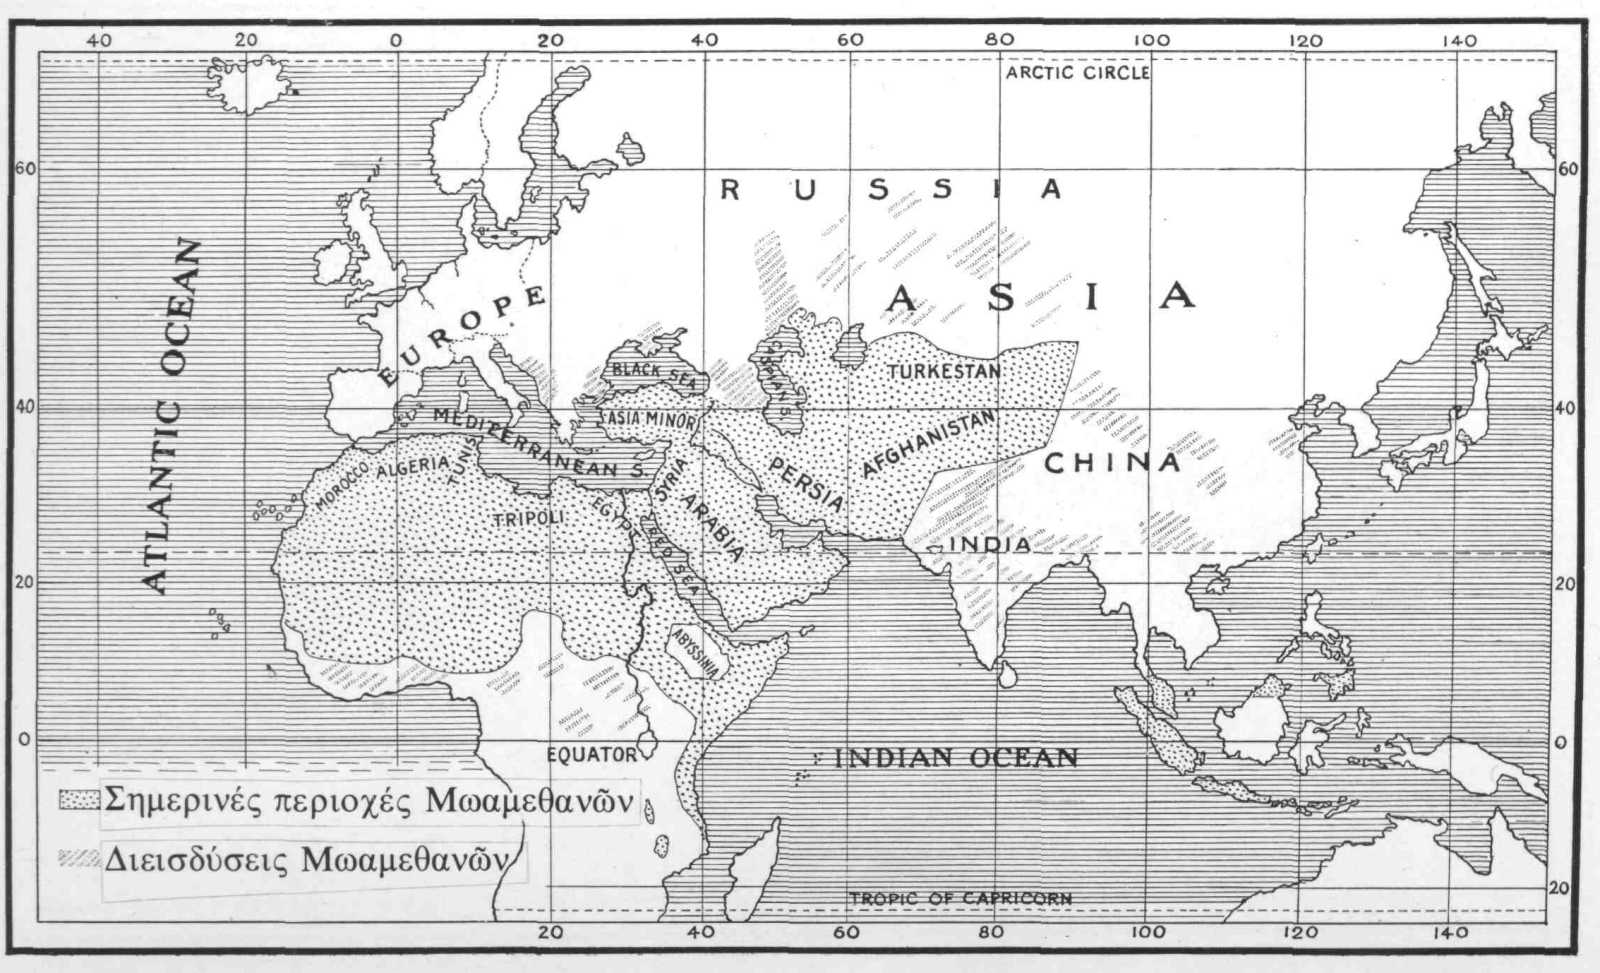 40 20 0 20 40 60 80 100 120 140
ARCTIC CIRCLE
60 60
RUSSIA
ATLANTIC OCEAN
EUROPE
ASIA
BLACK SEA
CASPIAN S.
TURKESTAN
40 40
MEDITERRANEAN S.
ASIA MINOR
AFGHANISTAN
CHINA
MOROCCO
ALGERIA
TUNIS
SYRIA
PERSIA
TRIPOLI
EGYPT
ARABIA
RED SEA
INDIA
20 20
ABYSSINIA
0 0
EQUATOR
INDIAN OCEAN
Σημερινές περιοχές Μωαμεθανῶν
Διεισδύσεις Μωαμεθανῶν
20
TROPIC OF CAPRICORN
20 40 60 80 100 120 140